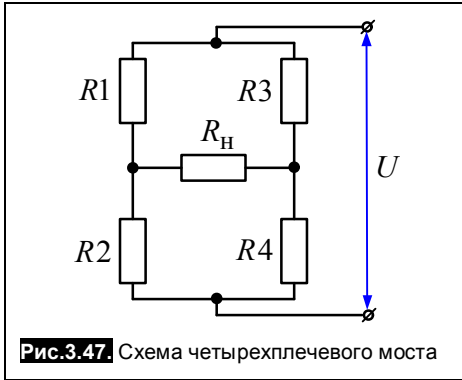 R1
R3
Rн
U
R2
R4
Рис.3.47. Схема четырехплечевого моста